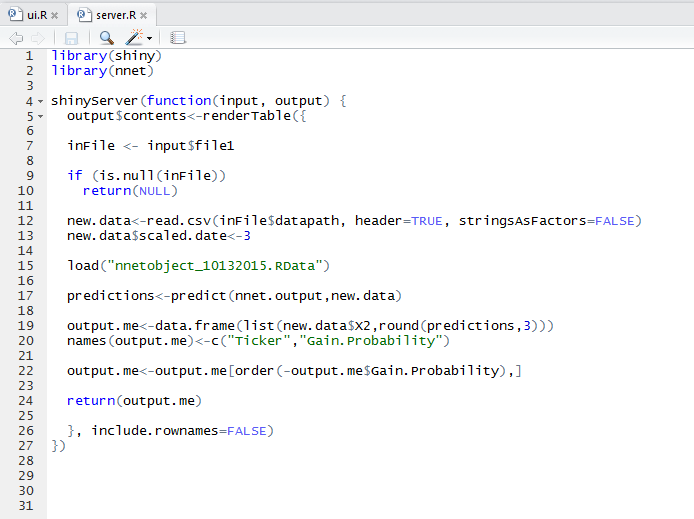 ui.R server.R
1 library(shiny)
2 library(nnet)
3
4 shinyServer(function(input, output) {
5   output$contents<-renderTable({
6
7   inFile <- input$file1
8
9   if (is.null(inFile))
10     return(NULL)
11
12   new.data<-read.csv(inFile$datapath, header=TRUE, stringsAsFactors=FALSE)
13   new.data$scaled.date<-3
14
15   load("nnetobject_10132015.RData")
16
17   predictions<-predict(nnet.output,new.data)
18
19   output.me<-data.frame(list(new.data$X2,round(predictions,3)))
20   names(output.me)<-c("Ticker","Gain.Probability")
21
22   output.me<-output.me[order(-output.me$Gain.Probability),]
23
24   return(output.me)
25
26   }, include.rownames=FALSE)
27 })
28
29
30
31